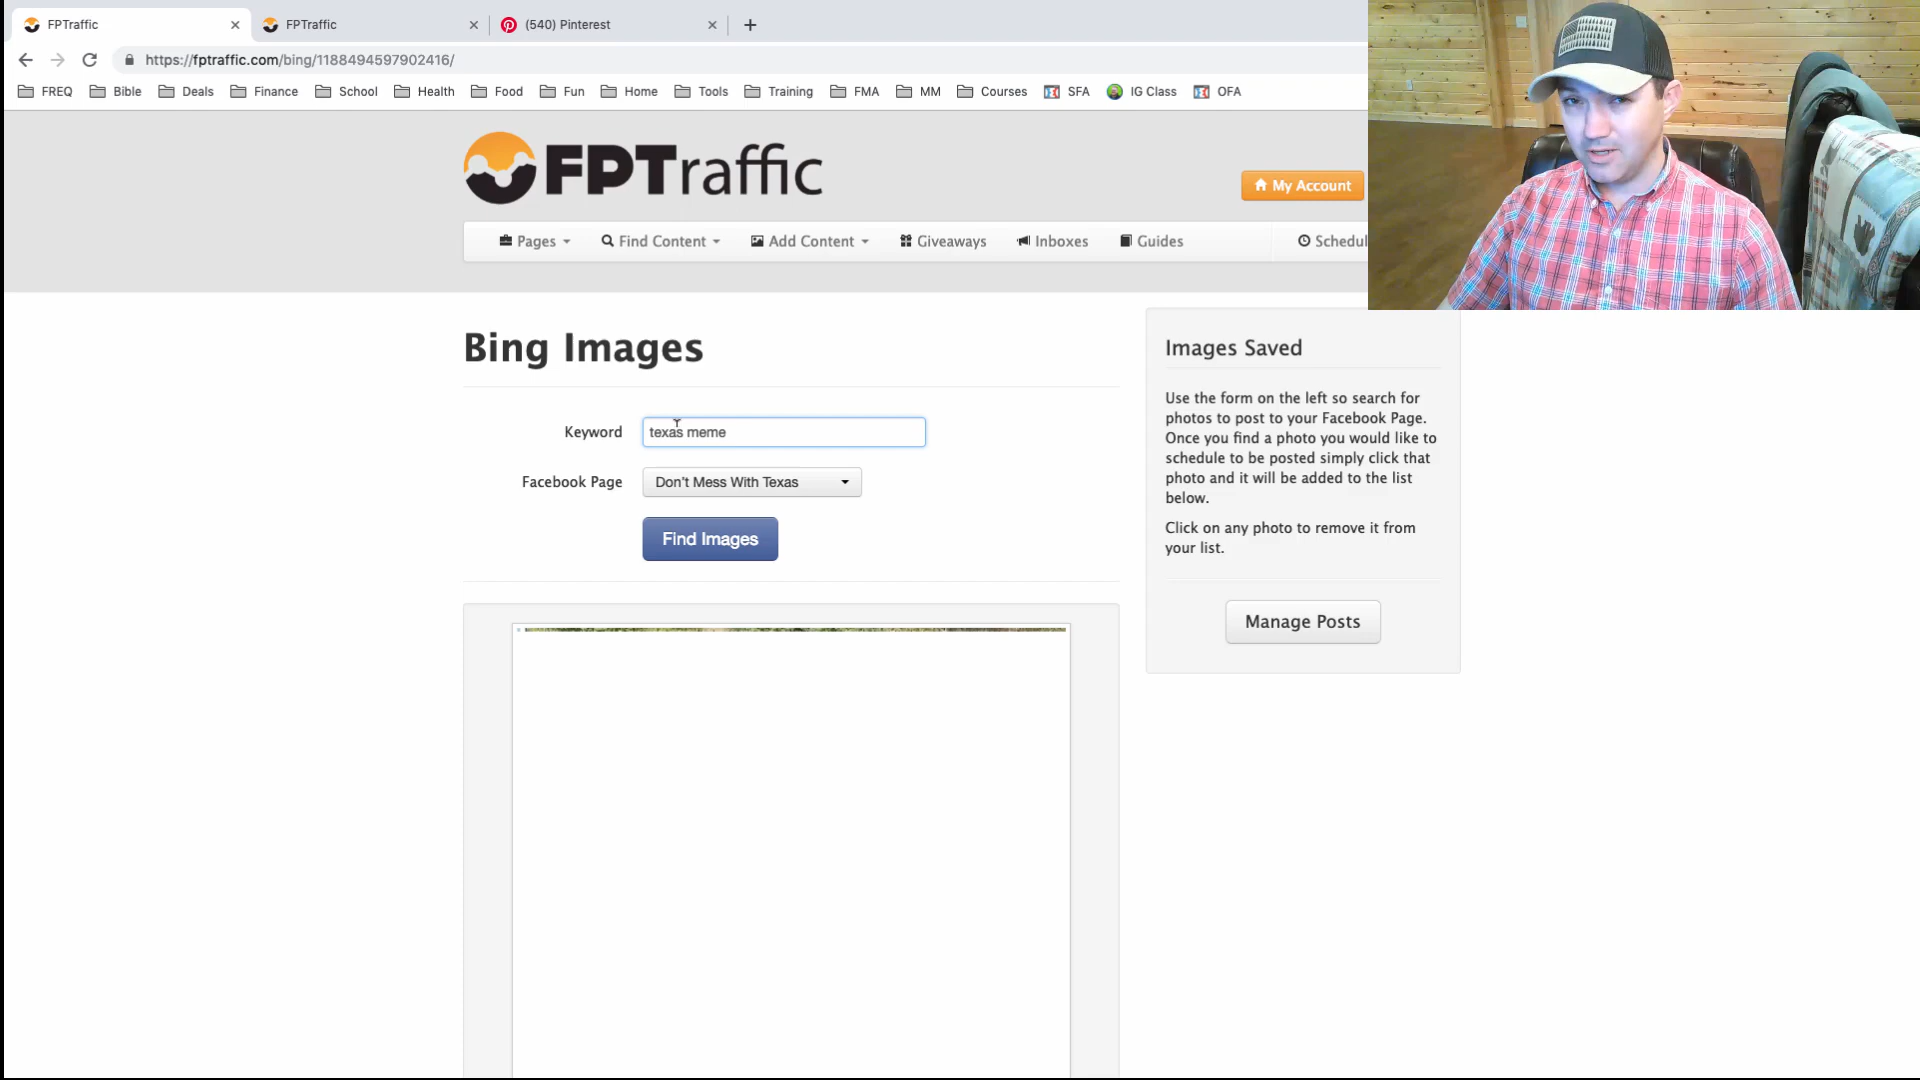 FPTraffic
FPTraffic
(540) Pinterest
https://fptraffic.com/bing/1188494597902416/
FREQ Bible Deals Finance School Health Food Fun Home Tools Training FMA MM Courses SFA IG Class OFA
FPTraffic
My Account
Pages Find Content Add Content Giveaways Inboxes Guides Schedul
Bing Images
Keyword texas meme
Facebook Page Don't Mess With Texas
Find Images
Images Saved
Use the form on the left so search for
photos to post to your Facebook Page.
Once you find a photo you would like to
schedule to be posted simply click that
photo and it will be added to the list
below.
Click on any photo to remove it from
your list.
Manage Posts